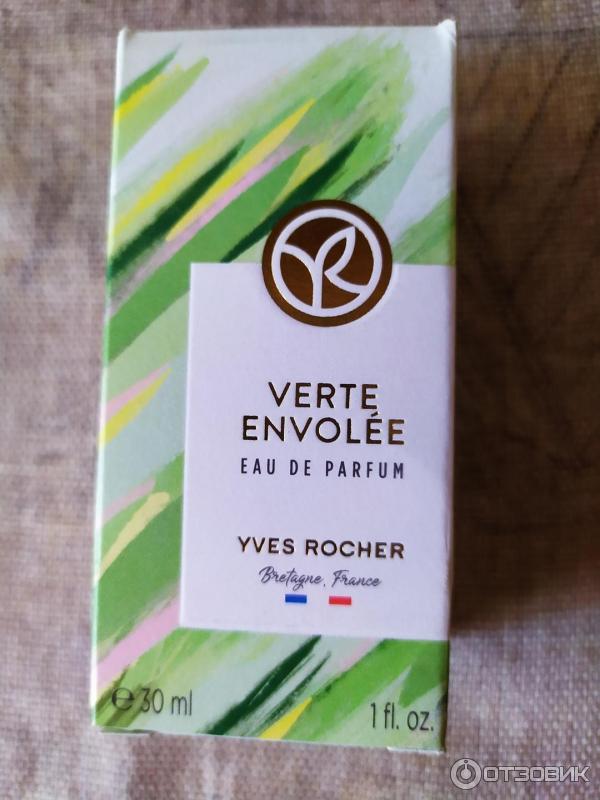 VERTE
ENVOLÉE
EAU DE PARFUM
YVES ROCHER
Bretagne, France
℮ 30 ml
1 fl. oz.
ОТЗОВИК